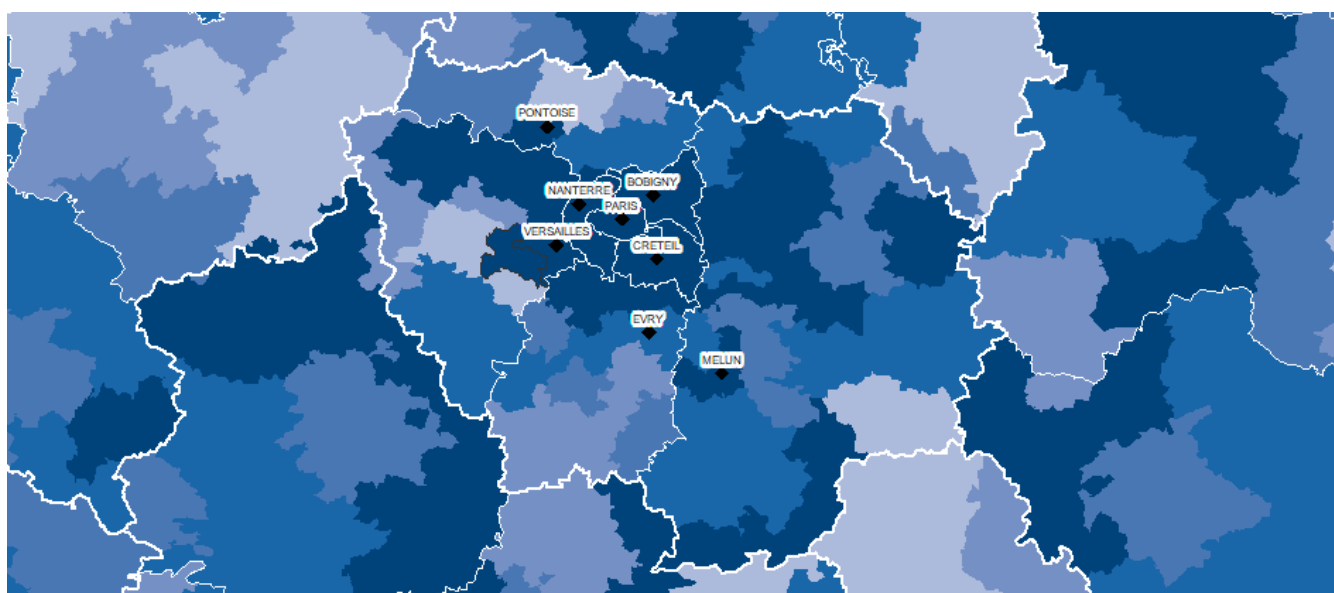 PONTOISE
NANTERRE
BOBIGNY
PARIS
VERSAILLES
CRETEIL
EVRY
MELUN